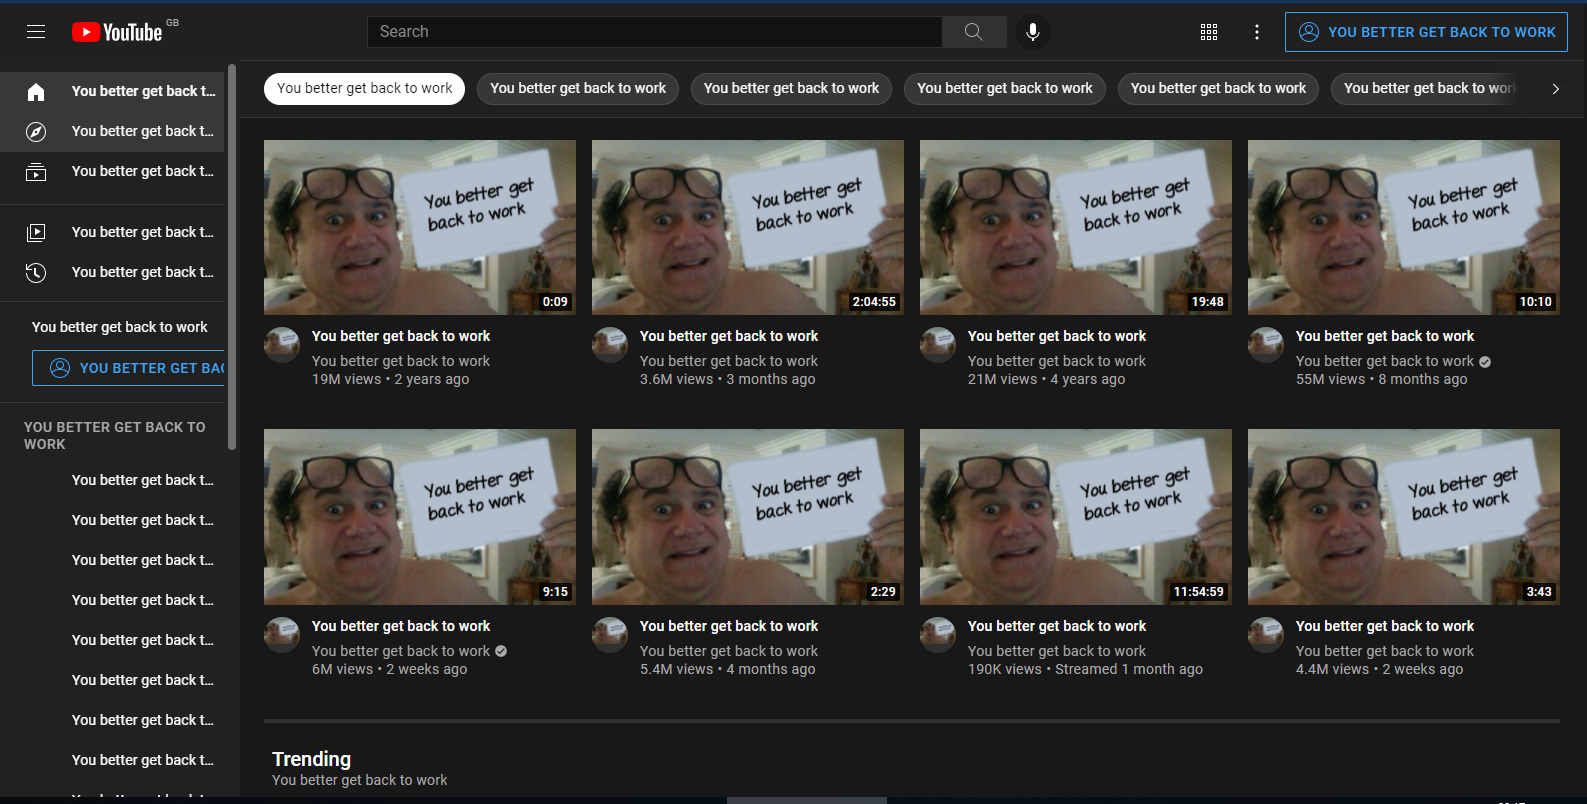 YouTube GB
Search
YOU BETTER GET BACK TO WORK
You better get back t...
You better get back t...
You better get back t...
You better get back t...
You better get back t...
You better get back to work
YOU BETTER GET BAC
YOU BETTER GET BACK TO
WORK
You better get back t...
You better get back t...
You better get back t...
You better get back t...
You better get back t...
You better get back t...
You better get back t...
You better get back t...
You better get back to work
You better get back to work
You better get back to work
You better get back to work
You better get back to work
You better get back to work
You better get
back to work
0:09
You better get back to work
You better get back to work
19M views • 2 years ago
You better get
back to work
2:04:55
You better get back to work
You better get back to work
3.6M views • 3 months ago
You better get
back to work
19:48
You better get back to work
You better get back to work
21M views • 4 years ago
You better get
back to work
10:10
You better get back to work
You better get back to work
55M views • 8 months ago
You better get
back to work
9:15
You better get back to work
You better get back to work
6M views • 2 weeks ago
You better get
back to work
2:29
You better get back to work
You better get back to work
5.4M views • 4 months ago
You better get
back to work
11:54:59
You better get back to work
You better get back to work
190K views • Streamed 1 month ago
You better get
back to work
3:43
You better get back to work
You better get back to work
4.4M views • 2 weeks ago
Trending
You better get back to work